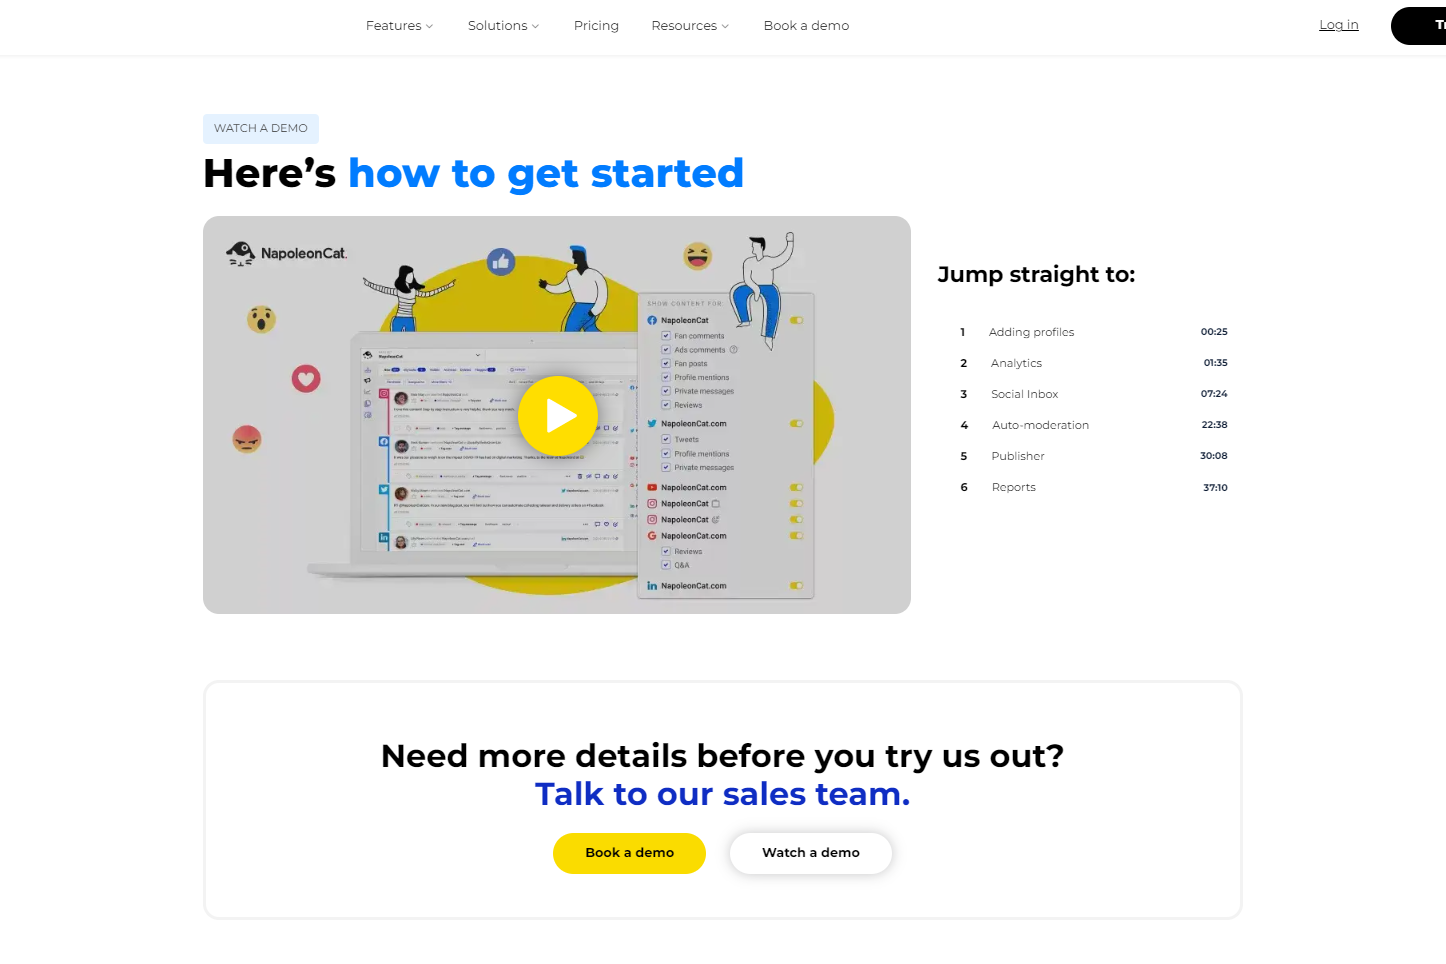 Features
Solutions
Pricing
Resources
Book a demo
Log in
WATCH A DEMO
Here's how to get started
NapoleonCat.
SHOW CONTENT FOR:
NapoleonCat
Fan comments
Ads comments
Fan posts
Profile mentions
Private messages
Reviews
NapoleonCat.com
Tweets
Profile mentions
Private messages
NapoleonCat.com
NapoleonCat
NapoleonCat
NapoleonCat.com
Reviews
Q&A
NapoleonCat.com
Jump straight to:
1 Adding profiles 00:25
2 Analytics 01:35
3 Social Inbox 07:24
4 Auto-moderation 22:38
5 Publisher 30:08
6 Reports 37:10
Need more details before you try us out?
Talk to our sales team.
Book a demo
Watch a demo